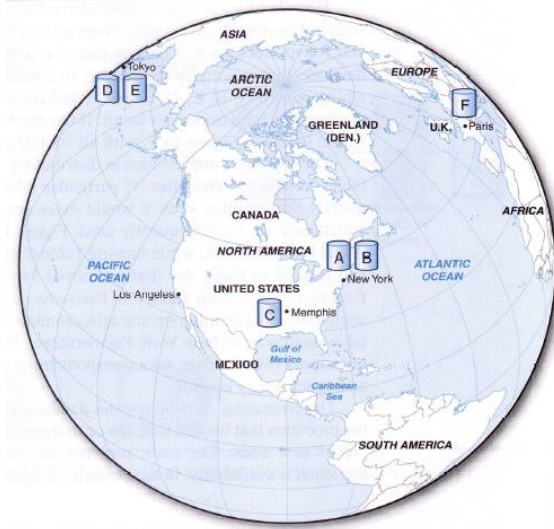 ASIA
Tokyo
D E
ARCTIC
OCEAN
EUROPE
F
GREENLAND
(DEN.)
U.K.
Paris
CANADA
AFRICA
NORTH AMERICA
A B
PACIFIC
OCEAN
ATLANTIC
OCEAN
New York
Los Angeles
UNITED STATES
C
Memphis
Gulf of
Mexico
MEXICO
Caribbean
Sea
SOUTH AMERICA